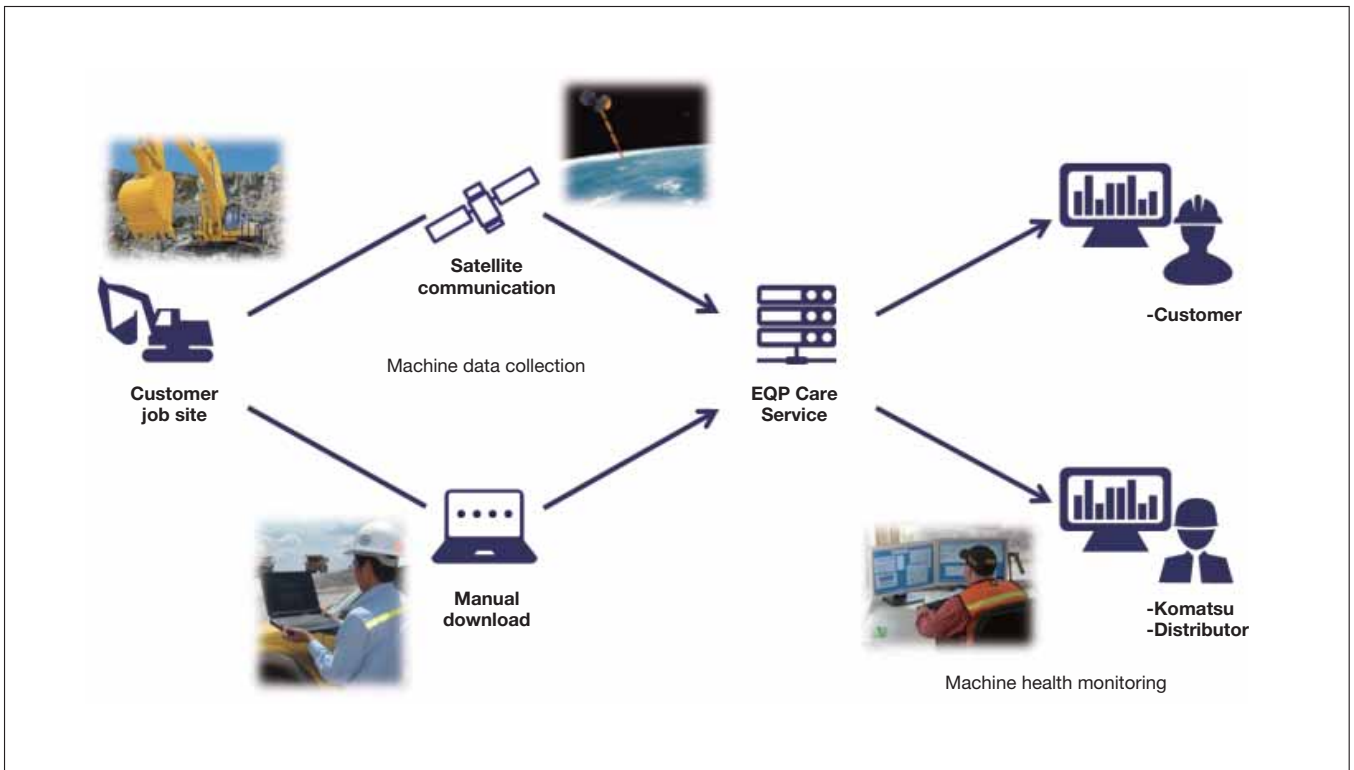 Satellite
communication
-Customer
Machine data collection
Customer
job site
EQP Care
Service
Manual
download
-Komatsu
-Distributor
Machine health monitoring